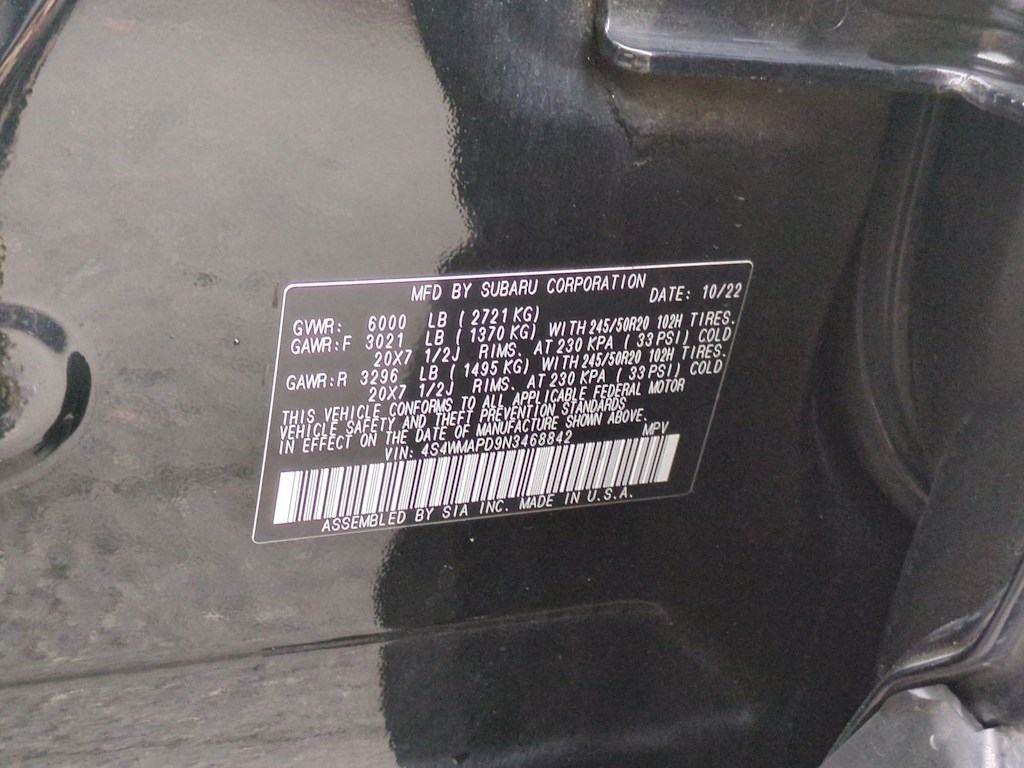 MFD BY SUBARU CORPORATION DATE: 10/22
GVWR: 6000 LB ( 2721 KG)
GAWR:F 3021 LB ( 1370 KG) WITH 245/50R20 102H TIRES.
20X7 1/2J RIMS. AT 230 KPA ( 33 PSI) COLD
GAWR:R 3296 LB ( 1495 KG) WITH 245/50R20 102H TIRES.
20X7 1/2J RIMS. AT 230 KPA ( 33 PSI) COLD
THIS VEHICLE CONFORMS TO ALL APPLICABLE FEDERAL MOTOR
VEHICLE SAFETY AND THEFT PREVENTION STANDARDS
IN EFFECT ON THE DATE OF MANUFACTURE SHOWN ABOVE.
VIN: 4S4WMAPD9N3468842 MPV
ASSEMBLED BY SIA INC. MADE IN U.S.A.